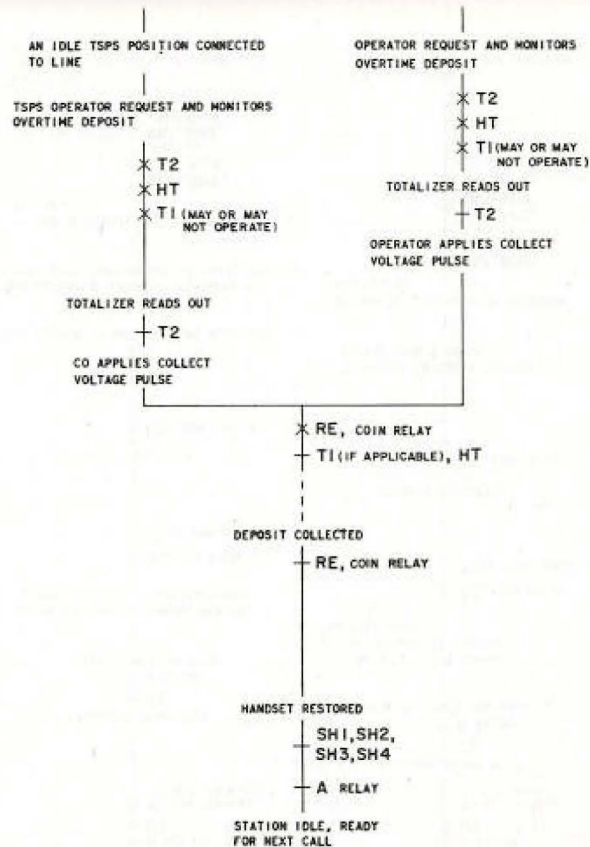 AN IDLE TSPS POSITION CONNECTED
TO LINE
TSPS OPERATOR REQUEST AND MONITORS
OVERTIME DEPOSIT
T2
HT
T1 (MAY OR MAY
NOT OPERATE)
TOTALIZER READS OUT
T2
CO APPLIES COLLECT
VOLTAGE PULSE
OPERATOR REQUEST AND MONITORS
OVERTIME DEPOSIT
T2
HT
T1 (MAY OR MAY
NOT OPERATE)
TOTALIZER READS OUT
T2
OPERATOR APPLIES COLLECT
VOLTAGE PULSE
RE, COIN RELAY
T1 (IF APPLICABLE), HT
DEPOSIT COLLECTED
RE, COIN RELAY
HANDSET RESTORED
SH1, SH2,
SH3, SH4
A RELAY
STATION IDLE, READY
FOR NEXT CALL